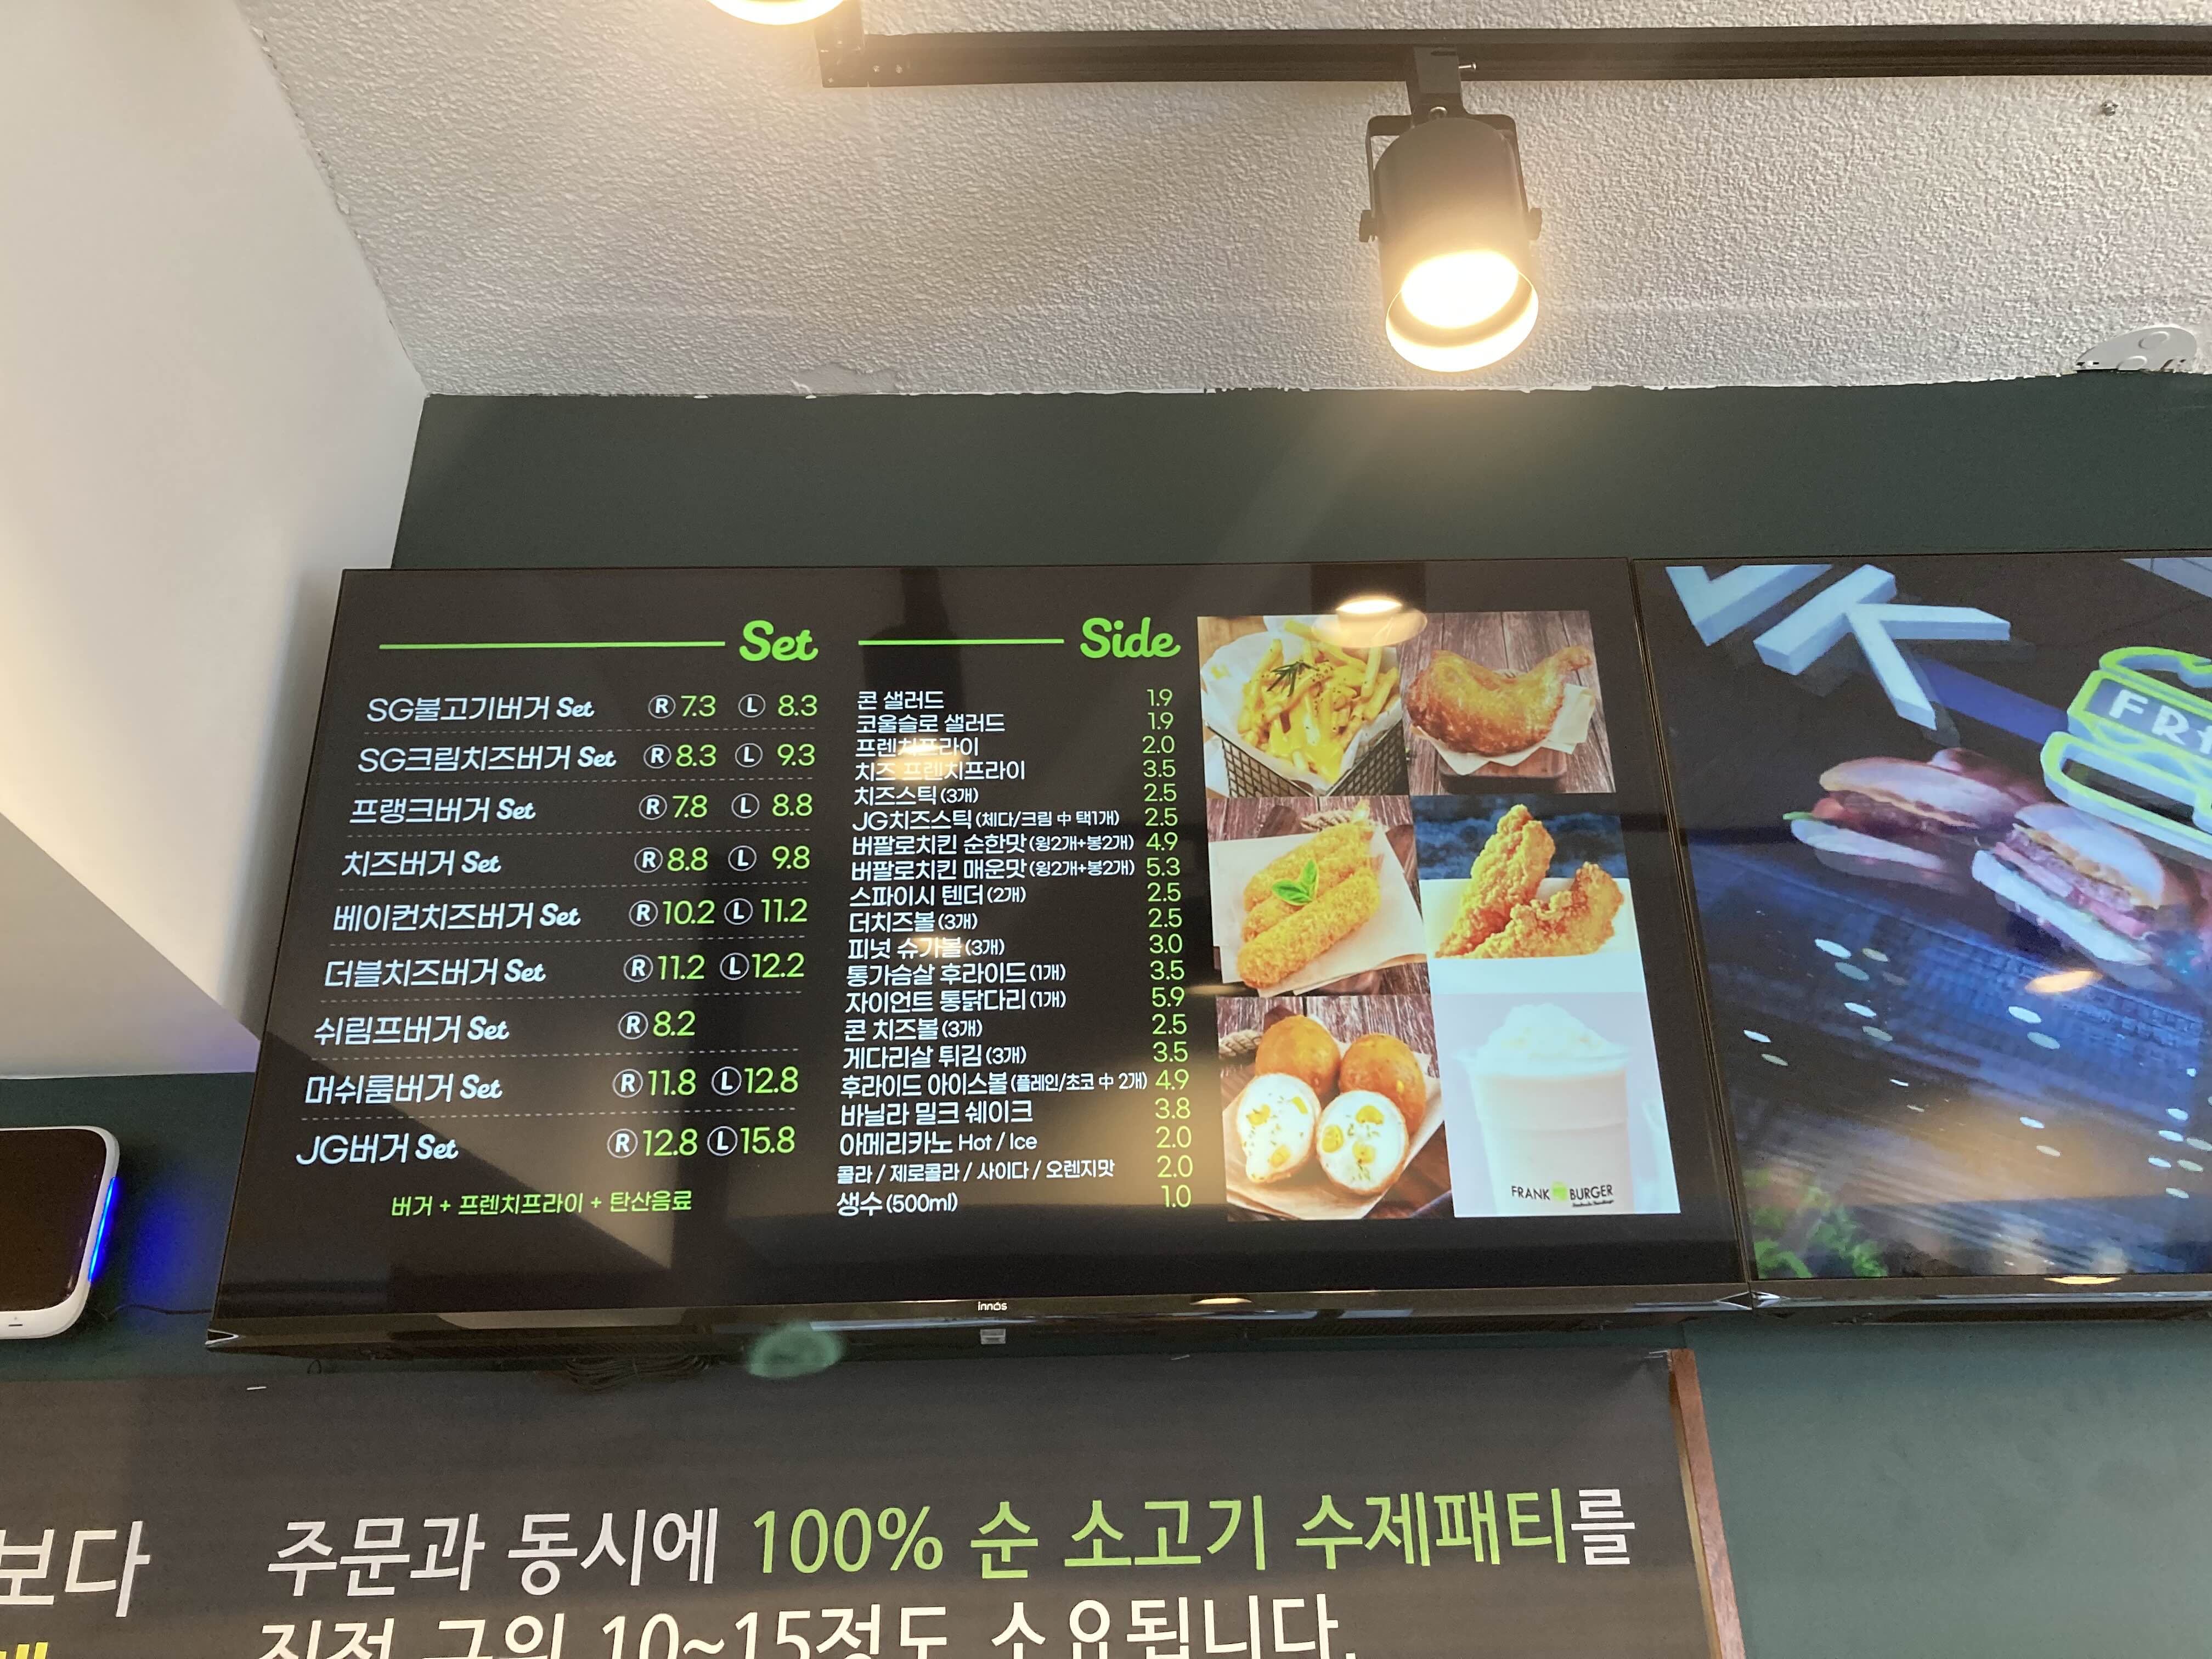 Set
SG불고기버거 Set R 7.3 L 8.3
SG크림치즈버거 Set R 8.3 L 9.3
프랭크버거 Set R 7.8 L 8.8
치즈버거 Set R 8.8 L 9.8
베이컨치즈버거 Set R 10.2 L 11.2
더블치즈버거 Set R 11.2 L 12.2
쉬림프버거 Set R 8.2
머쉬룸버거 Set R 11.8 L 12.8
JG버거 Set R 12.8 L 15.8
버거 + 프렌치프라이 + 탄산음료
Side
콘 샐러드 1.9
코울슬로 샐러드 1.9
프렌치프라이 2.0
치즈 프렌치프라이 3.5
치즈스틱 (3개) 2.5
JG치즈스틱 (체다/크림 中 택1개) 2.5
버팔로치킨 순한맛 (윙2개+봉2개) 4.9
버팔로치킨 매운맛 (윙2개+봉2개) 5.3
스파이시 텐더 (2개) 2.5
더치즈볼 (3개) 2.5
피넛 슈가볼 (3개) 3.0
통가슴살 후라이드 (1개) 3.5
자이언트 통닭다리 (1개) 5.9
콘 치즈볼 (3개) 2.5
게다리살 튀김 (3개) 3.5
후라이드 아이스볼 (플레인/초코 中 2개) 4.9
바닐라 밀크 쉐이크 3.8
아메리카노 Hot / Ice 2.0
콜라 / 제로콜라 / 사이다 / 오렌지맛 2.0
생수 (500ml) 1.0
FRANK BURGER
innos
보다
주문과 동시에 100% 순 소고기 수제패티를
직접 구워 10~15정도 소요됩니다.